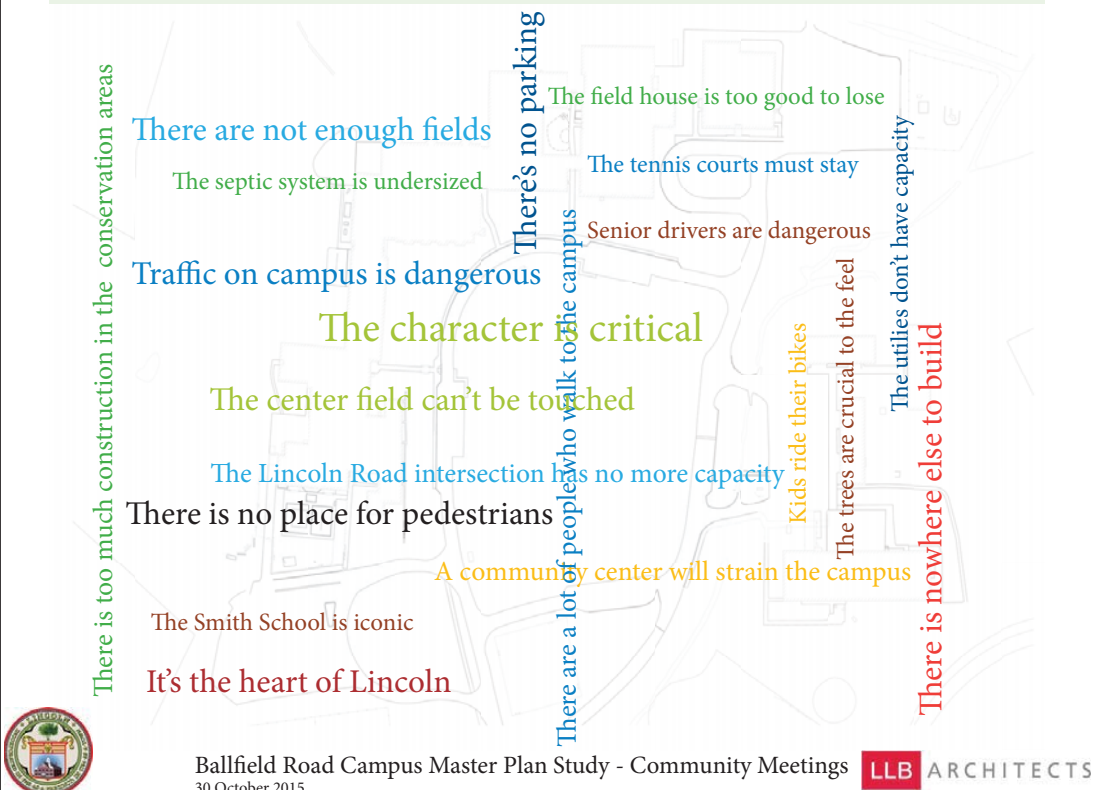 There's no parking
There is too much construction in the conservation areas
The field house is too good to lose
There are not enough fields
The utilies don't have capacity
The tennis courts must stay
The septic system is undersized
Senior drivers are dangerous
There are a lot of people who walk to the campus
Traffic on campus is dangerous
The trees are crucial to the feel
The character is critical
Kids ride their bikes
There is nowhere else to build
The center field can't be touched
The Lincoln Road intersection has no more capacity
There is no place for pedestrians
A community center will strain the campus
The Smith School is iconic
It's the heart of Lincoln
LINCOLN
Ballfield Road Campus Master Plan Study - Community Meetings
30 October 2015
LLB ARCHITECTS